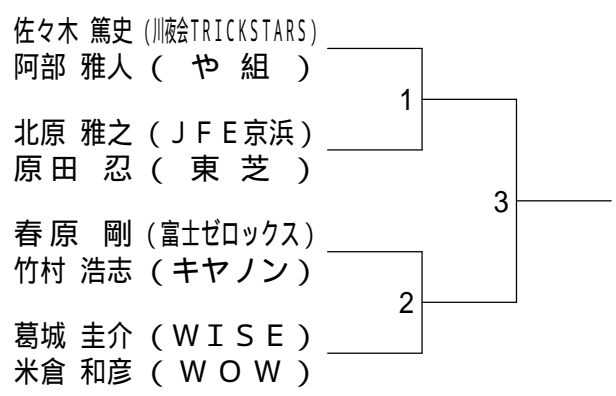 佐々木 篤史 (川夜会TRICKSTARS)
阿部 雅人 ( や 組 )
1
北原 雅之 (ＪＦＥ京浜)
原田 忍 ( 東 芝 )
3
春原 剛 (富士ゼロックス)
竹村 浩志 (キヤノン)
2
葛城 圭介 (ＷＩＳＥ)
米倉 和彦 (ＷＯＷ)